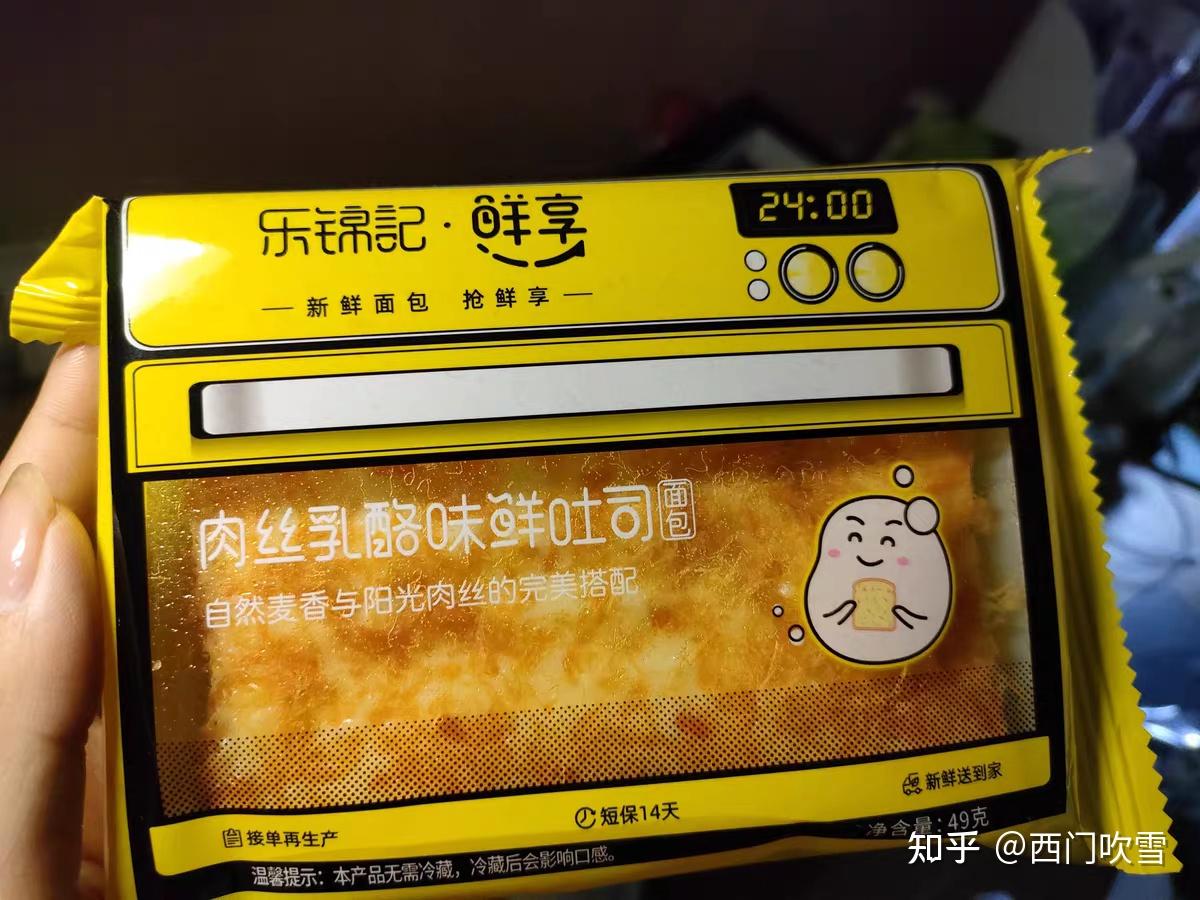 乐锦記·鲜享
24:00
— 新鲜面包 抢鲜享 —
肉丝乳酪味鲜吐司面包
自然麦香与阳光肉丝的完美搭配
接单再生产
短保14天
新鲜送到家
净含量:49克
温馨提示:本产品无需冷藏,冷藏后会影响口感。
知乎 @西门吹雪